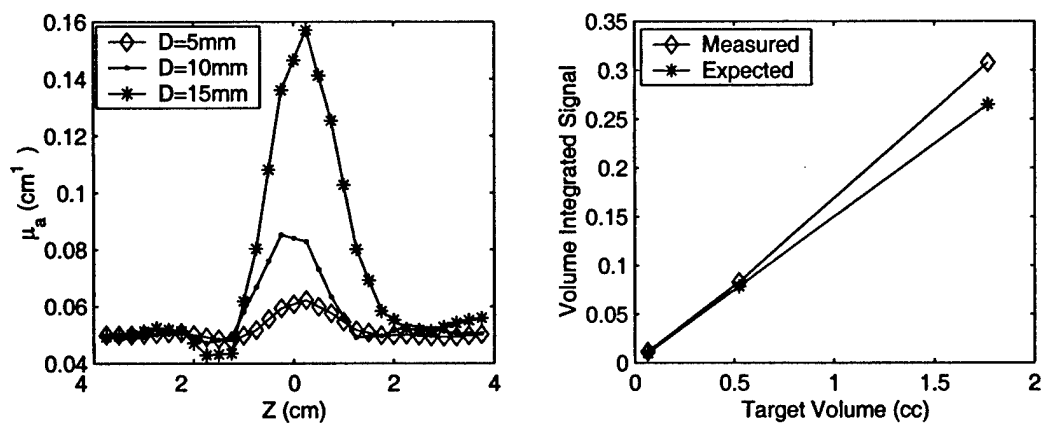 0.16
0.14
0.12
0.1
0.08
0.06
0.04
μa (cm1)
D=5mm
D=10mm
D=15mm
4 2 0 2 4
Z (cm)
0.35
0.3
0.25
0.2
0.15
0.1
0.05
0
Volume Integrated Signal
Measured
Expected
0 0.5 1 1.5 2
Target Volume (cc)